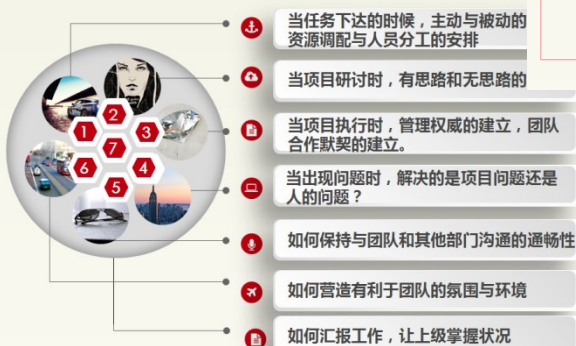 当任务下达的时候，主动与被动的
资源调配与人员分工的安排
当项目研讨时，有思路和无思路的
当项目执行时，管理权威的建立，团队
合作默契的建立。
当出现问题时，解决的是项目问题还是
人的问题？
如何保持与团队和其他部门沟通的通畅性
如何营造有利于团队的氛围与环境
如何汇报工作，让上级掌握状况
2
1
3
7
6
4
5